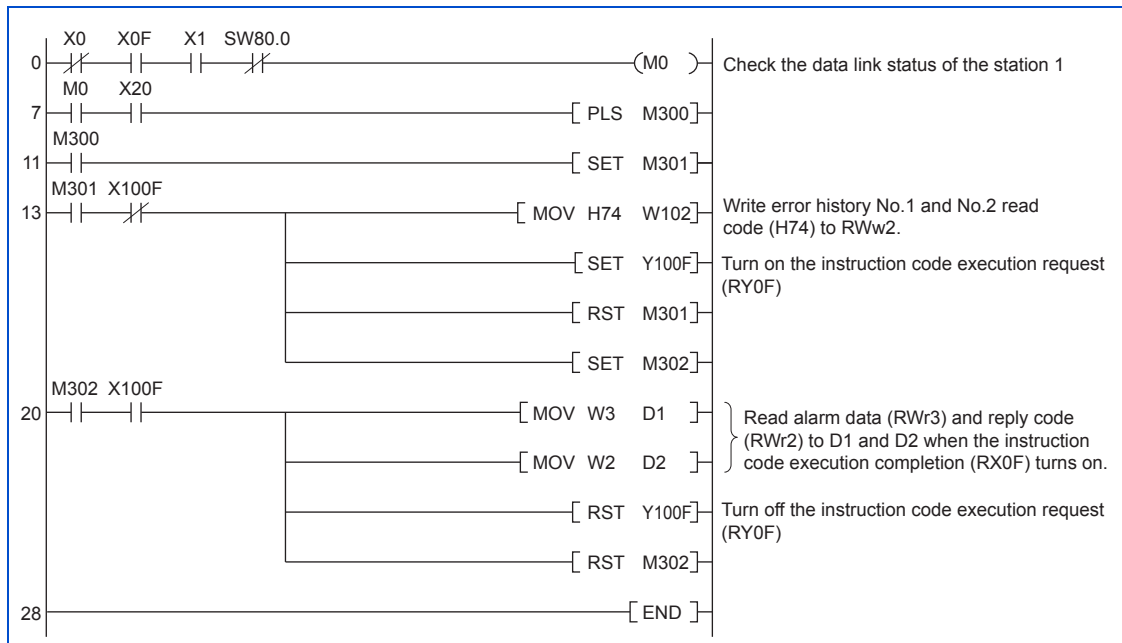 X0 X0F X1 SW80.0
0 M0 Check the data link status of the station 1
M0 X20
7 PLS M300
M300
11 SET M301
M301 X100F
13 MOV H74 W102 Write error history No.1 and No.2 read
code (H74) to RWw2.
SET Y100F Turn on the instruction code execution request
(RY0F)
RST M301
SET M302
M302 X100F
20 MOV W3 D1 Read alarm data (RWr3) and reply code
(RWr2) to D1 and D2 when the instruction
MOV W2 D2 code execution completion (RX0F) turns on.
RST Y100F Turn off the instruction code execution request
(RY0F)
RST M302
28 END